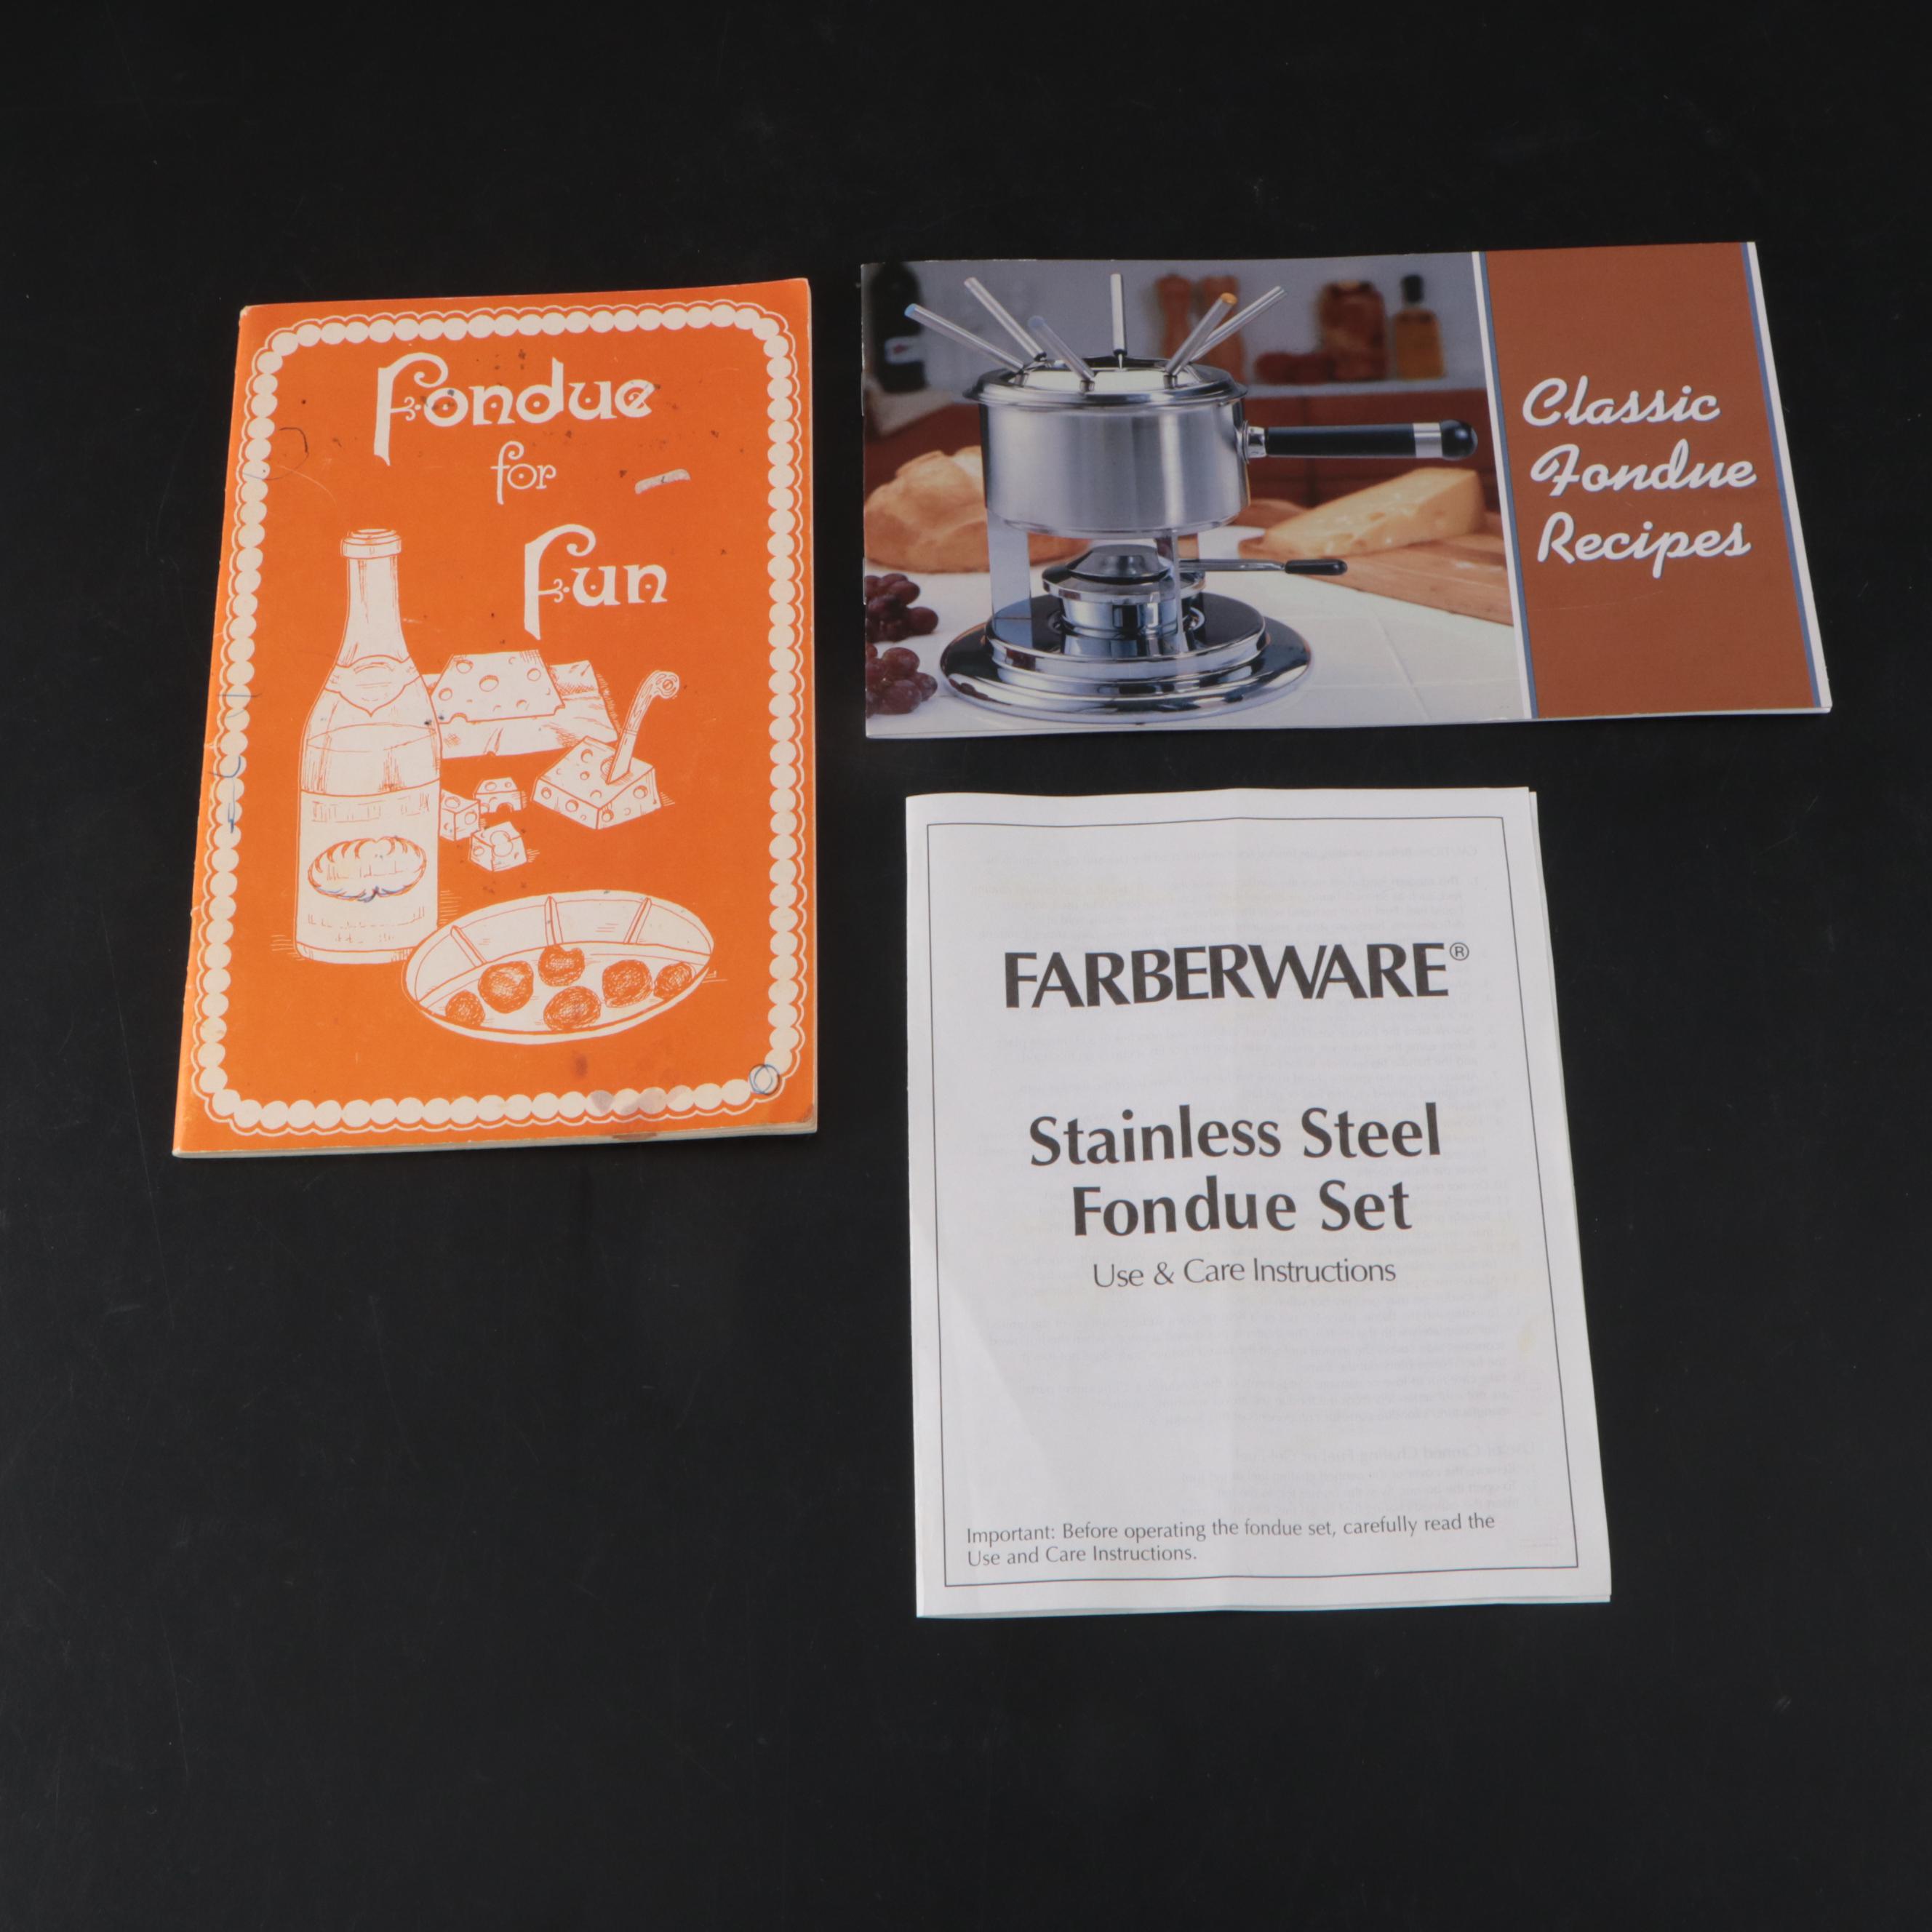 Fondue
for
Fun
Classic
Fondue
Recipes
FARBERWARE®
Stainless Steel
Fondue Set
Use & Care Instructions
Important: Before operating the fondue set, carefully read the
Use and Care Instructions.